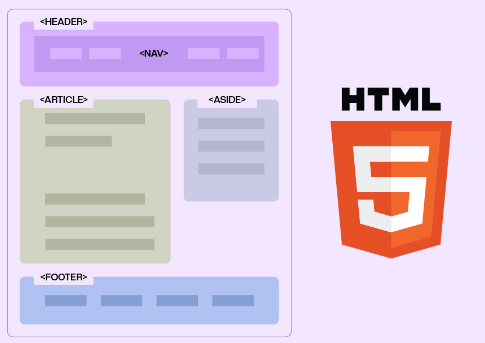 <HEADER>
<NAV>
<ARTICLE>
<ASIDE>
<FOOTER>
HTML
5